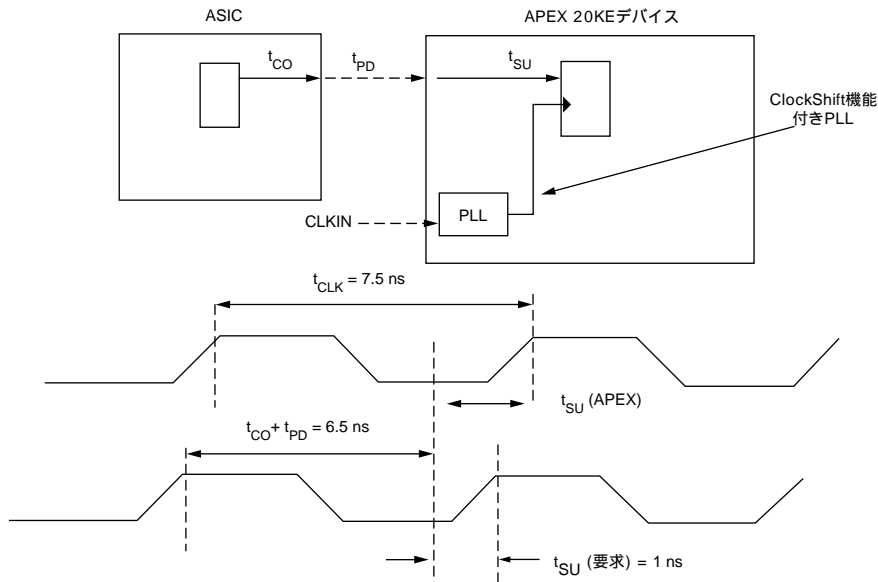 ASIC
APEX 20KEデバイス
tCO
tPD
tSU
ClockShift機能
付きPLL
CLKIN
PLL
tCLK = 7.5 ns
tSU (APEX)
tCO+ tPD = 6.5 ns
tSU (要求) = 1 ns